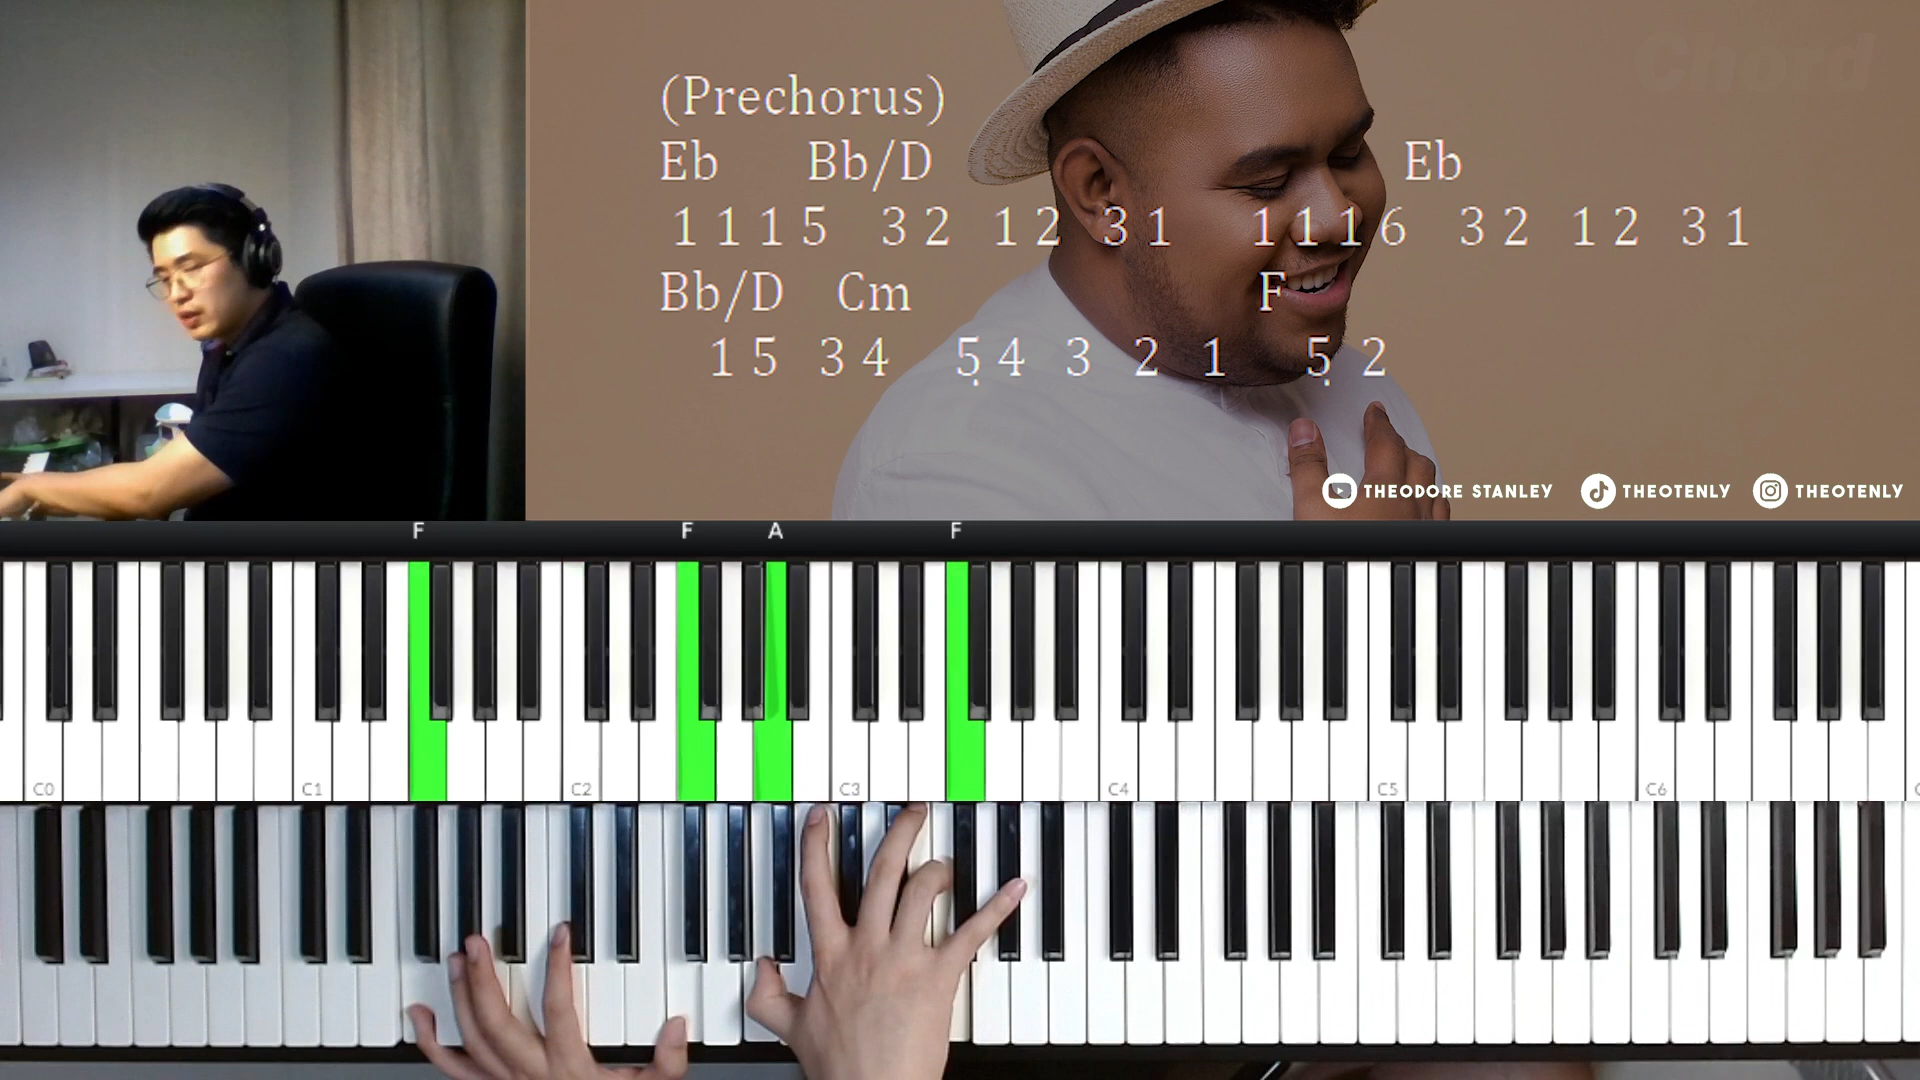 Chord
(Prechorus)
Eb Bb/D Eb
1 1 1 5 3 2 1 2 3 1 1 1 1 6 3 2 1 2 3 1
Bb/D Cm F
1 5 3 4 5̣ 4 3 2 1 5̣ 2
THEODORE STANLEY THEOTENLY THEOTENLY
F F A F
C0 C1 C2 C3 C4 C5 C6